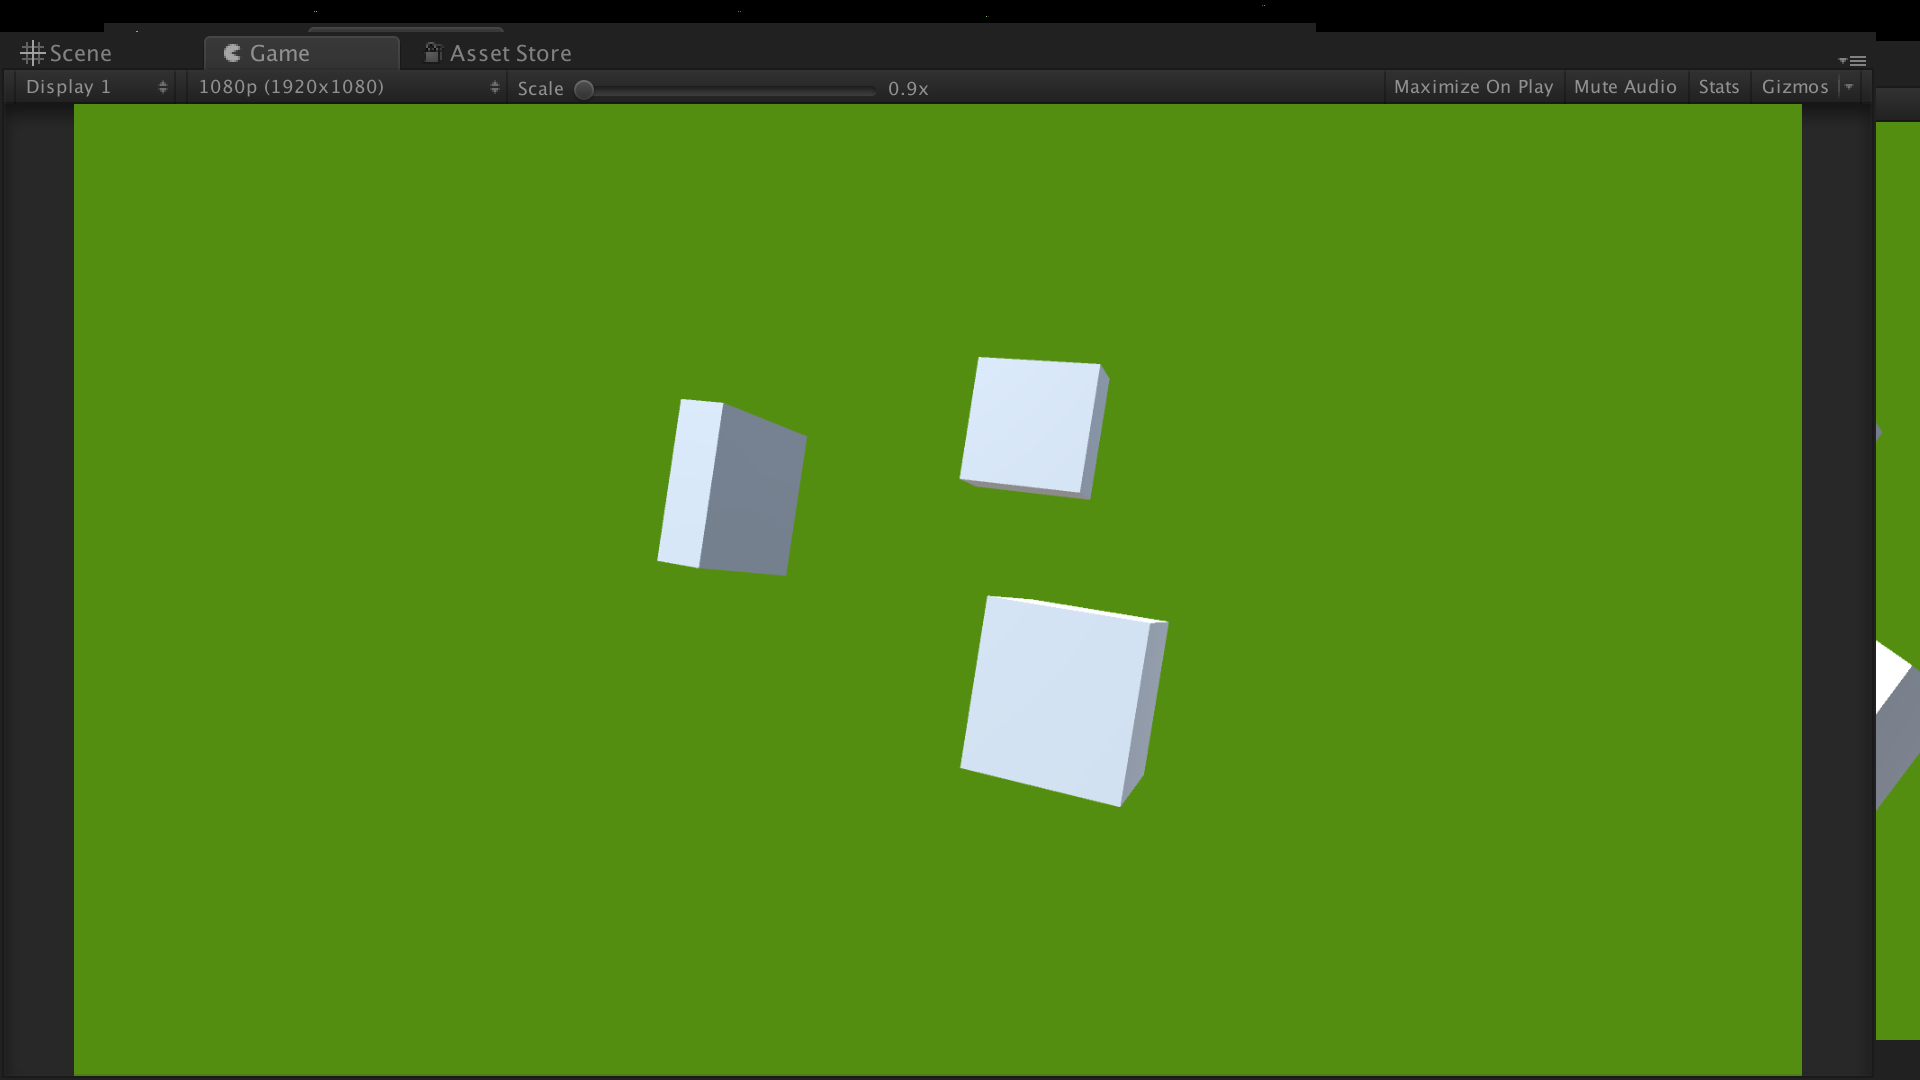 Scene Game Asset Store
Display 1 1080p (1920x1080) Scale 0.9x Maximize On Play Mute Audio Stats Gizmos